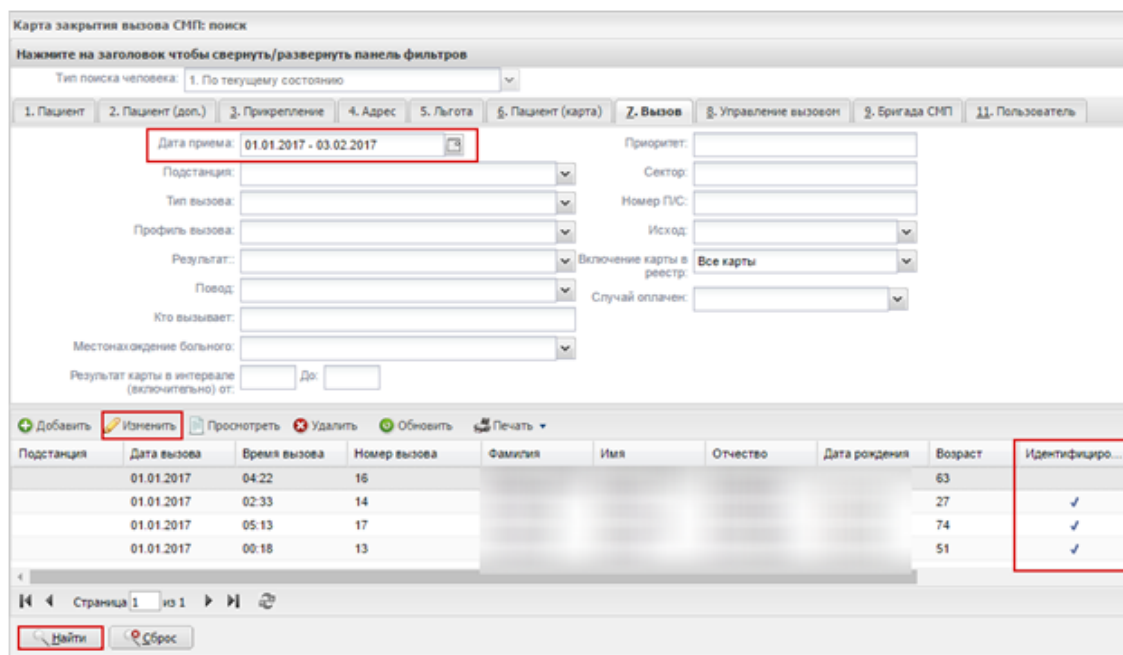 Карта закрытия вызова СМП: поиск
Нажмите на заголовок чтобы свернуть/развернуть панель фильтров
Тип поиска человека: 1. По текущему состоянию
1. Пациент 2. Пациент (доп.) 3. Прикрепление 4. Адрес 5. Льгота 6. Пациент (карта) 7. Вызов 8. Управление вызовом 9. Бригада СМП 11. Пользователь
Дата приема: 01.01.2017 - 03.02.2017 Приоритет:
Подстанция: Сектор:
Тип вызова: Номер П/С:
Профиль вызова: Исход:
Результат:: Включение карты в реестр: Все карты
Повод: Случай оплачен:
Кто вызывает:
Местонахождение больного:
Результат карты в интервале (включительно) от: До:
Добавить Изменить Просмотреть Удалить Обновить Печать
Подстанция Дата вызова Время вызова Номер вызова Фамилия Имя Отчество Дата рождения Возраст Идентифициро...
01.01.2017 04:22 16 63
01.01.2017 02:33 14 27
01.01.2017 05:13 17 74
01.01.2017 00:18 13 51
Страница 1 из 1
Найти Сброс